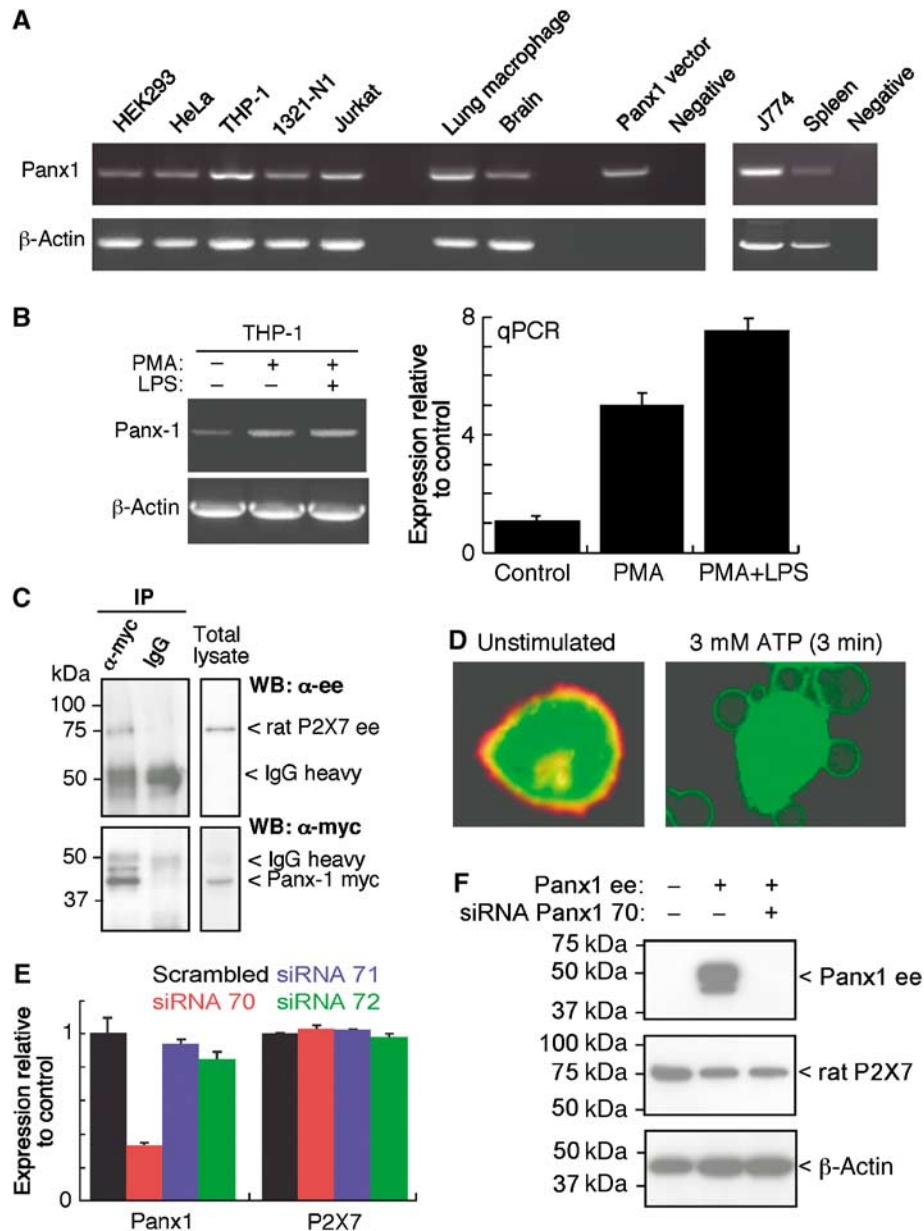 A
HEK293 HeLa THP-1 1321-N1 Jurkat Lung macrophage Brain Panx1 vector Negative J774 Spleen Negative
Panx1
β-Actin
B
THP-1
PMA: – + +
LPS: – – +
Panx-1
β-Actin
qPCR
Expression relative
to control
8
4
0
Control PMA PMA+LPS
C
IP
α-myc IgG Total
lysate
kDa
WB: α-ee
100
75
< rat P2X7 ee
50
< IgG heavy
WB: α-myc
50
< IgG heavy
< Panx-1 myc
37
D
Unstimulated 3 mM ATP (3 min)
E
Scrambled siRNA 71
siRNA 70 siRNA 72
Expression relative
to control
1
0
Panx1 P2X7
F
Panx1 ee: – + +
siRNA Panx1 70: – – +
75 kDa
50 kDa
< Panx1 ee
37 kDa
100 kDa
75 kDa
< rat P2X7
50 kDa
50 kDa
< β-Actin
37 kDa